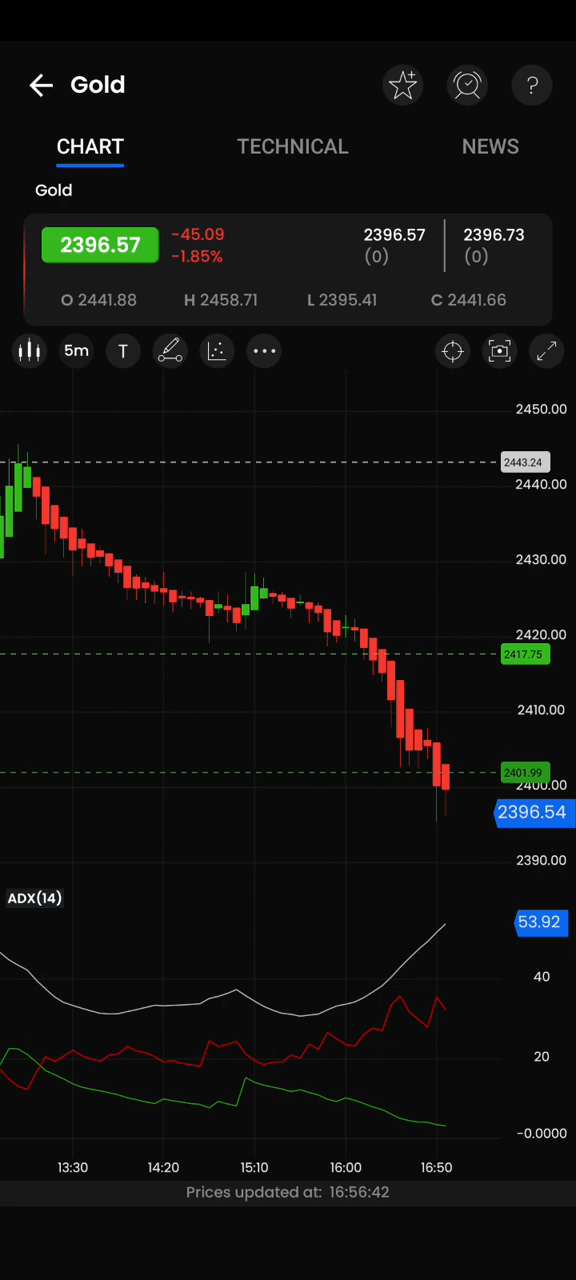 Gold
?
CHART TECHNICAL NEWS
Gold
2396.57 -45.09 2396.57 2396.73
-1.85% (0) (0)
O 2441.88 H 2458.71 L 2395.41 C 2441.66
5m T
2450.00
2443.24
2440.00
2430.00
2420.00
2417.75
2410.00
2401.99
2400.00
2396.54
2390.00
ADX(14)
53.92
40
20
-0.0000
13:30 14:20 15:10 16:00 16:50
Prices updated at: 16:56:42